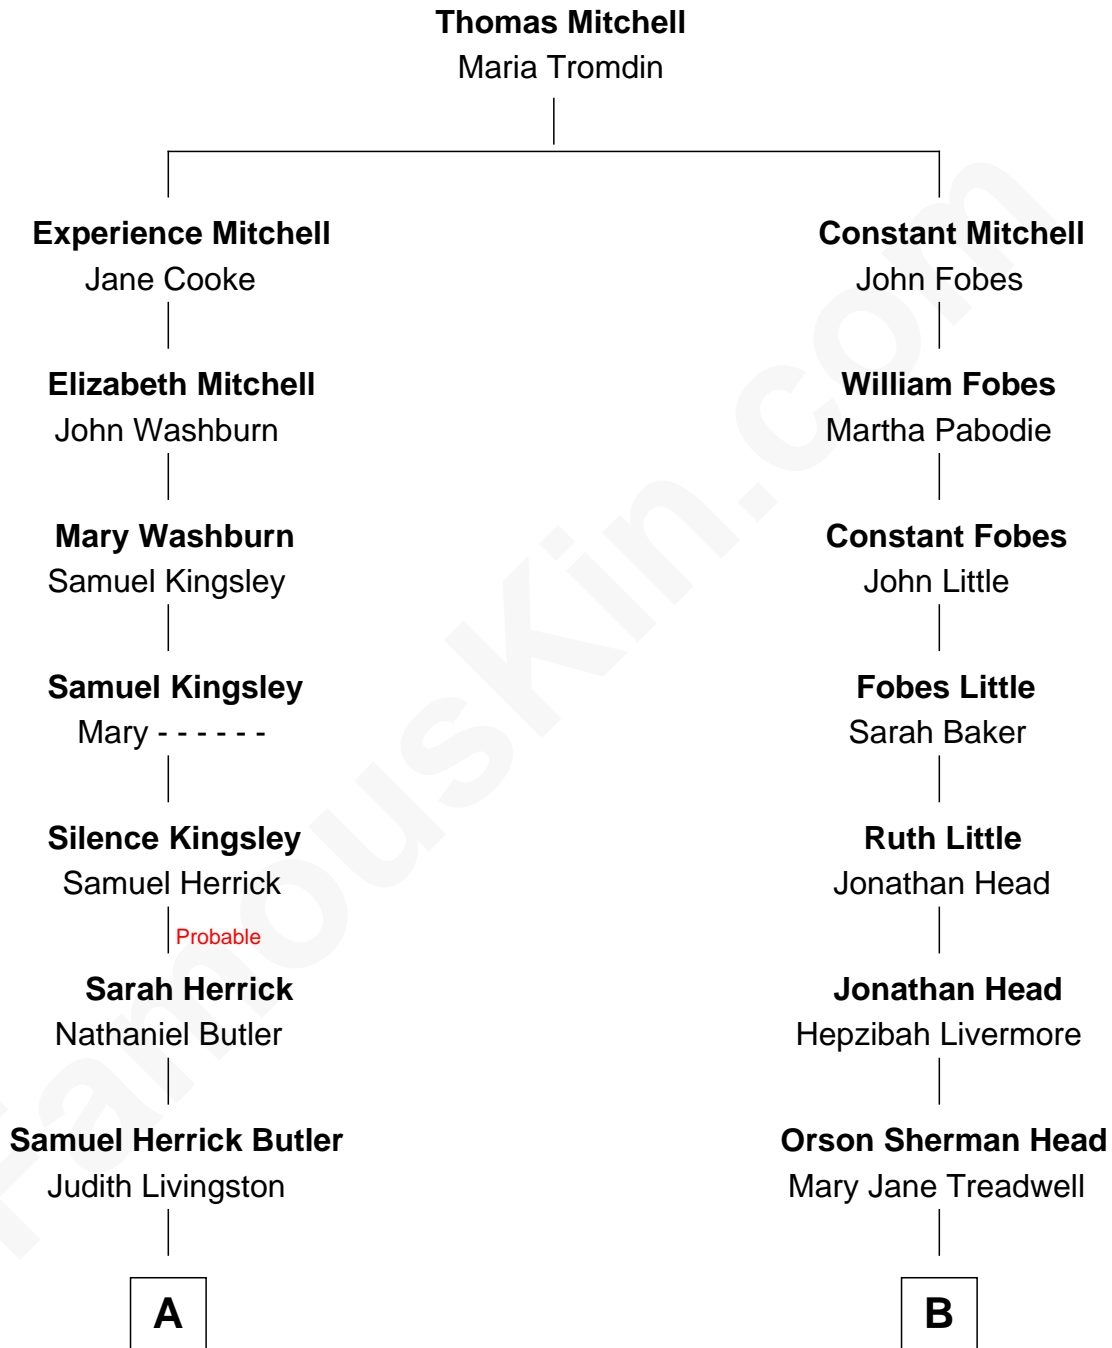 Thomas Mitchell
Maria Tromdin
Experience Mitchell
Jane Cooke
Constant Mitchell
John Fobes
Elizabeth Mitchell
John Washburn
William Fobes
Martha Pabodie
Mary Washburn
Samuel Kingsley
Constant Fobes
John Little
Samuel Kingsley
Mary - - - - - -
Fobes Little
Sarah Baker
Silence Kingsley
Samuel Herrick
Ruth Little
Jonathan Head
Probable
Sarah Herrick
Nathaniel Butler
Jonathan Head
Hepzibah Livermore
Samuel Herrick Butler
Judith Livingston
Orson Sherman Head
Mary Jane Treadwell
A
B
FamousKin.com